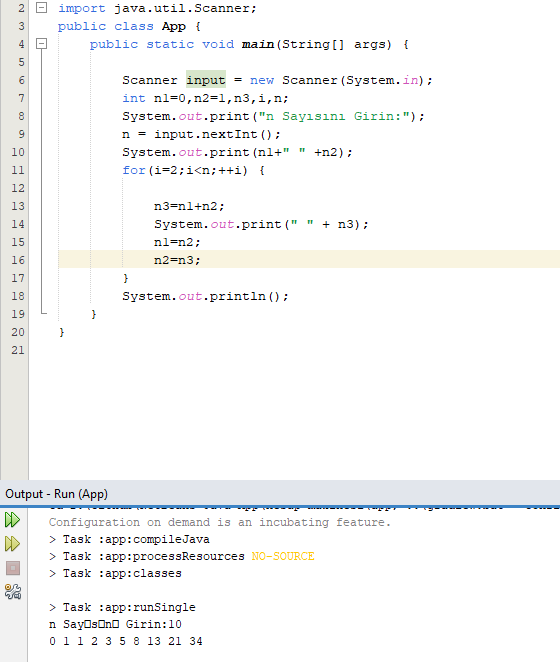 2 import java.util.Scanner;
3 public class App {
4 public static void main(String[] args) {
5
6 Scanner input = new Scanner(System.in);
7 int n1=0,n2=1,n3,i,n;
8 System.out.print("n Sayısını Girin:");
9 n = input.nextInt();
10 System.out.print(n1+" " +n2);
11 for(i=2;i<n;++i) {
12
13 n3=n1+n2;
14 System.out.print(" " + n3);
15 n1=n2;
16 n2=n3;
17 }
18 System.out.println();
19 }
20 }
21
Output - Run (App)
Configuration on demand is an incubating feature.
> Task :app:compileJava
> Task :app:processResources NO-SOURCE
> Task :app:classes
> Task :app:runSingle
n Say□s□n□ Girin:10
0 1 1 2 3 5 8 13 21 34